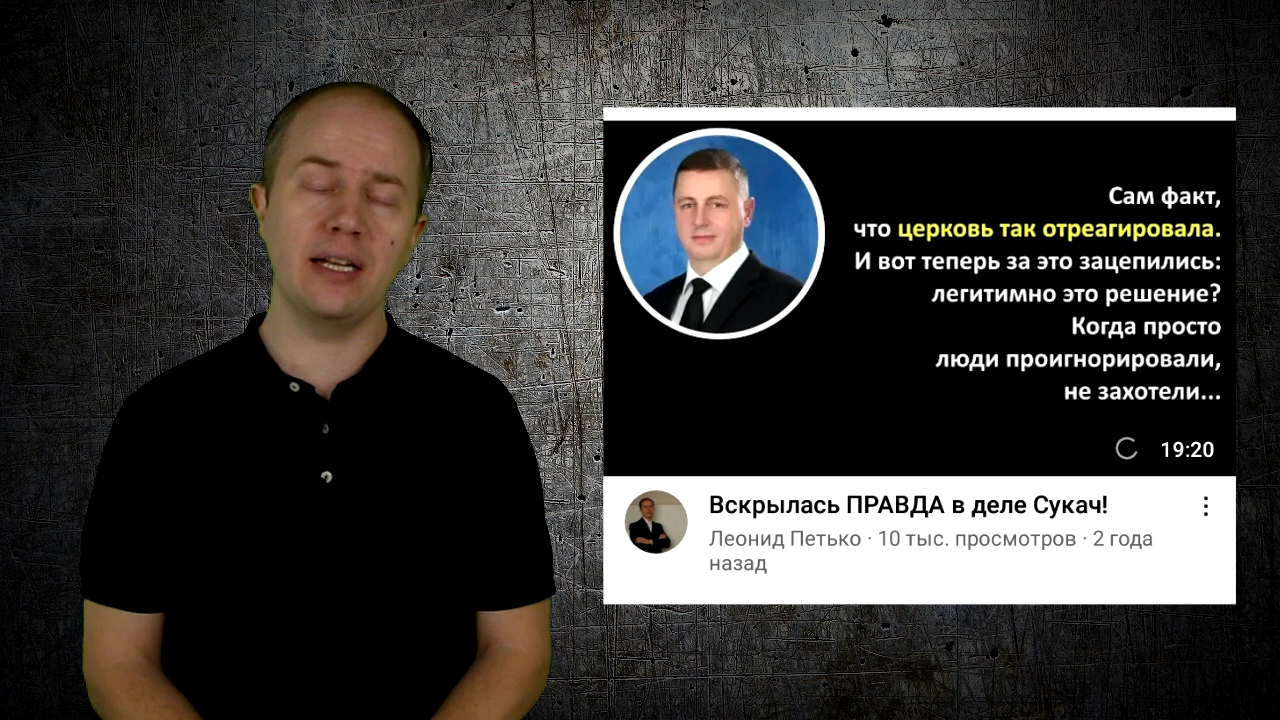 Сам факт,
что церковь так отреагировала.
И вот теперь за это зацепились:
легитимно это решение?
Когда просто
люди проигнорировали,
не захотели...
19:20
Вскрылась ПРАВДА в деле Сукач!
Леонид Петько · 10 тыс. просмотров · 2 года
назад